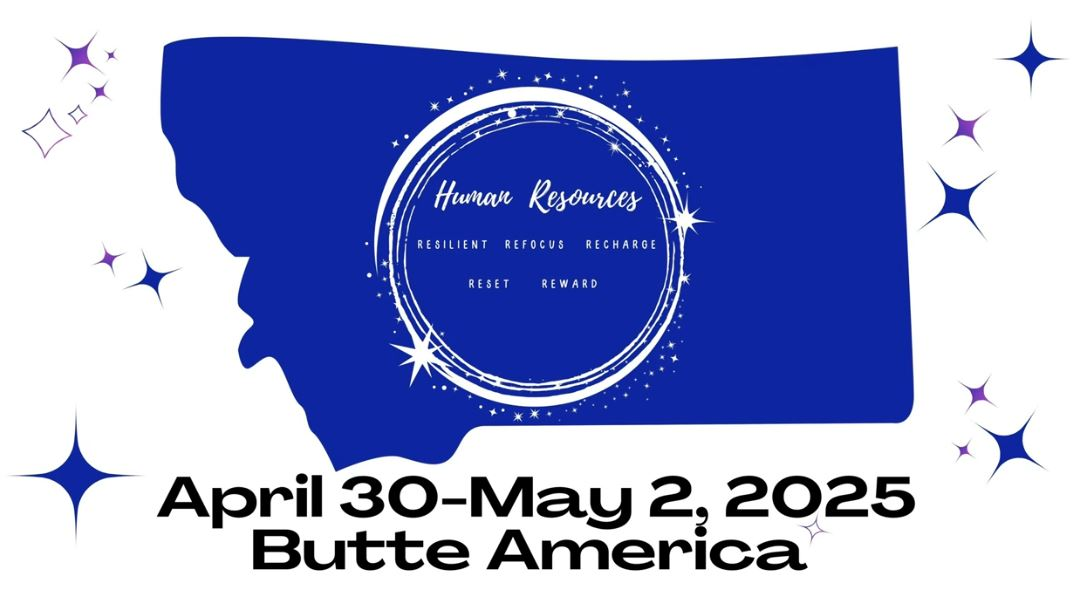 Human Resources
RESILIENT REFOCUS RECHARGE
RESET REWARD
April 30-May 2, 2025
Butte America